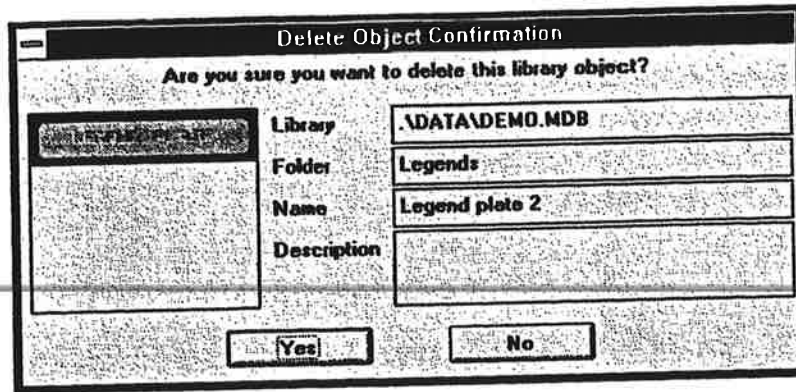 Delete Object Confirmation
Are you sure you want to delete this library object?
Library .\DATA\DEMO.MDB
Folder Legends
Name Legend plate 2
Description
Yes No